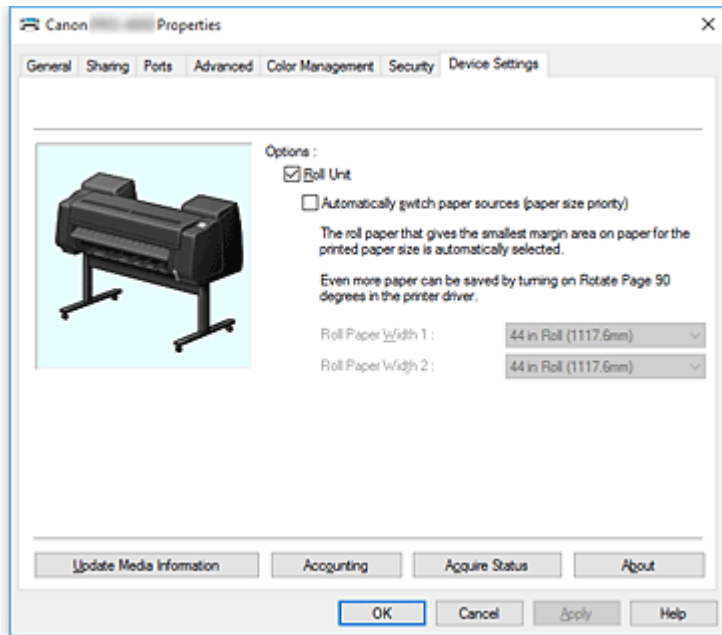 Canon Properties
General Sharing Ports Advanced Color Management Security Device Settings
Options :
Roll Unit
Automatically switch paper sources (paper size priority)
The roll paper that gives the smallest margin area on paper for the
printed paper size is automatically selected.
Even more paper can be saved by turning on Rotate Page 90
degrees in the printer driver.
Roll Paper Width 1 : 44 in Roll (1117.6mm)
Roll Paper Width 2 : 44 in Roll (1117.6mm)
Update Media Information Accounting Acquire Status About
OK Cancel Apply Help